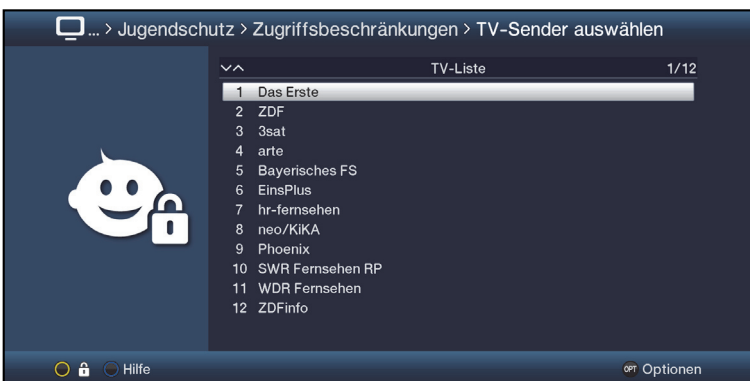 ... > Jugendschutz > Zugriffsbeschränkungen > TV-Sender auswählen
TV-Liste 1/12
1 Das Erste
2 ZDF
3 3sat
4 arte
5 Bayerisches FS
6 EinsPlus
7 hr-fernsehen
8 neo/KiKA
9 Phoenix
10 SWR Fernsehen RP
11 WDR Fernsehen
12 ZDFinfo
Hilfe OPT Optionen